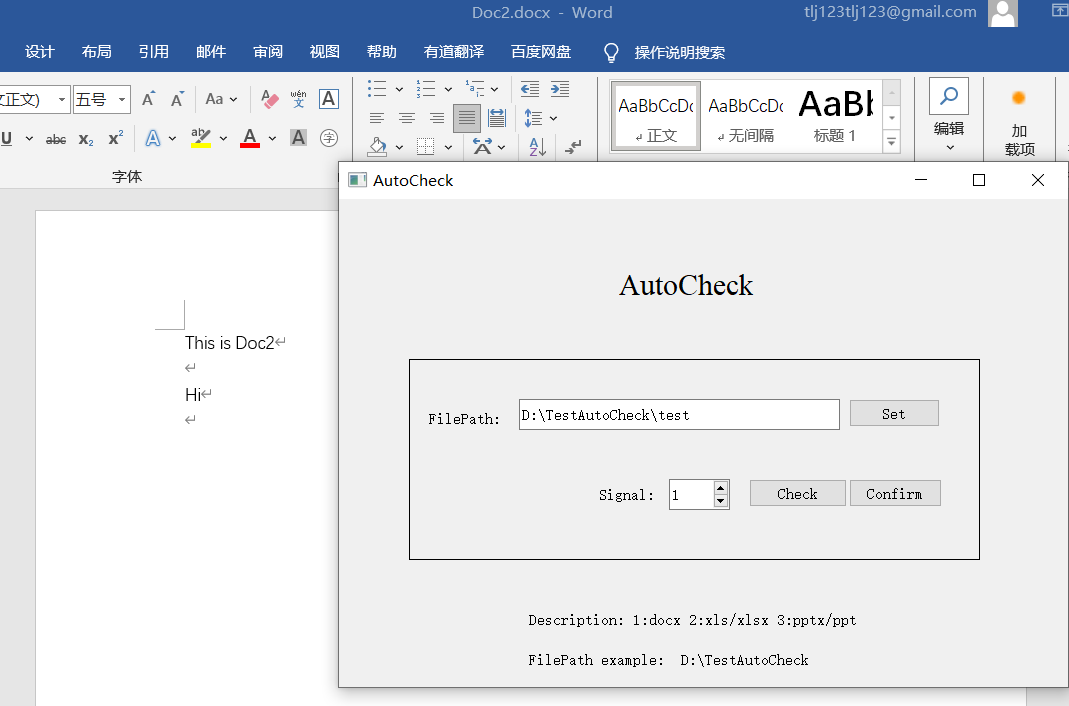 Doc2.docx - Word
tlj123tlj123@gmail.com
设计 布局 引用 邮件 审阅 视图 帮助 有道翻译 百度网盘 操作说明搜索
文正文) 五号 A A Aa A wén 文 A
U abc x₂ x² A ab A A 字
字体
AaBbCcDc AaBbCcDc AaBb
↵ 正文 ↵ 无间隔 标题 1
编辑
加
载项
This is Doc2↵
↵
Hi↵
↵
AutoCheck
AutoCheck
FilePath: D:\TestAutoCheck\test Set
Signal: 1 Check Confirm
Description: 1:docx 2:xls/xlsx 3:pptx/ppt
FilePath example: D:\TestAutoCheck